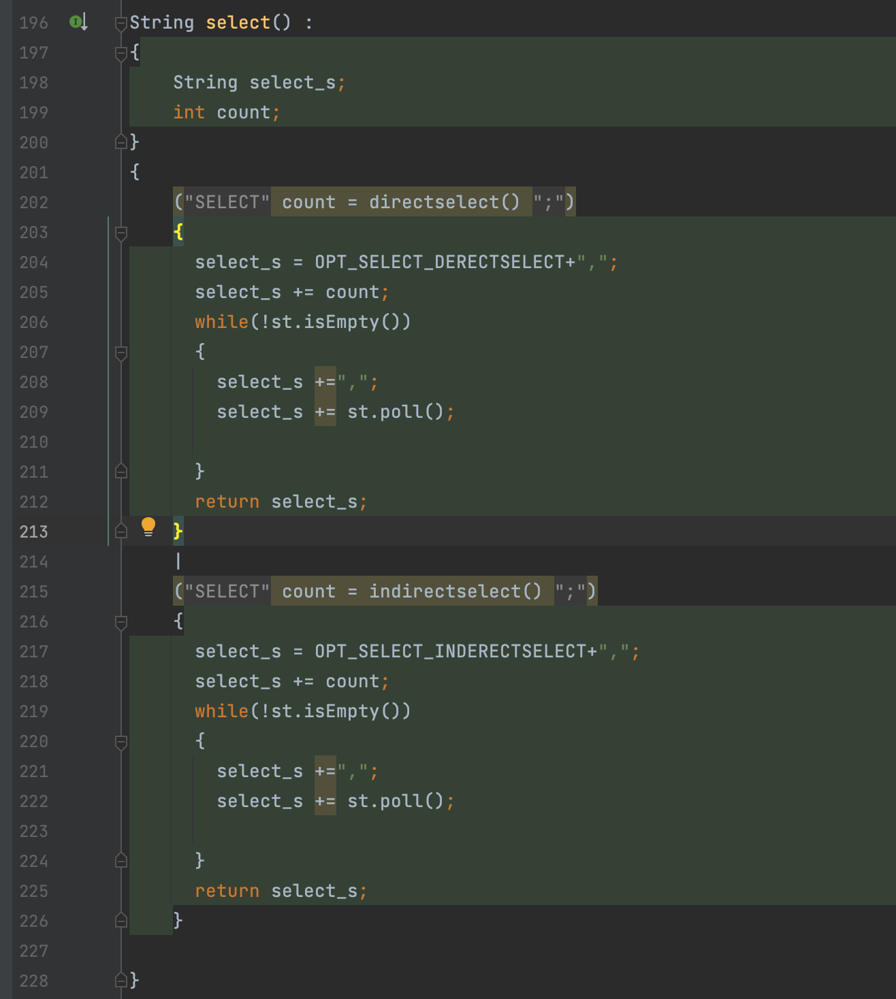 196 String select() :
197 {
198     String select_s;
199     int count;
200 }
201 {
202     ("SELECT" count = directselect() ";")
203     {
204       select_s = OPT_SELECT_DERECTSELECT+",";
205       select_s += count;
206       while(!st.isEmpty())
207       {
208         select_s +=",";
209         select_s += st.poll();
210
211       }
212       return select_s;
213     }
214     |
215     ("SELECT" count = indirectselect() ";")
216     {
217       select_s = OPT_SELECT_INDERECTSELECT+",";
218       select_s += count;
219       while(!st.isEmpty())
220       {
221         select_s +=",";
222         select_s += st.poll();
223
224       }
225       return select_s;
226     }
227
228 }